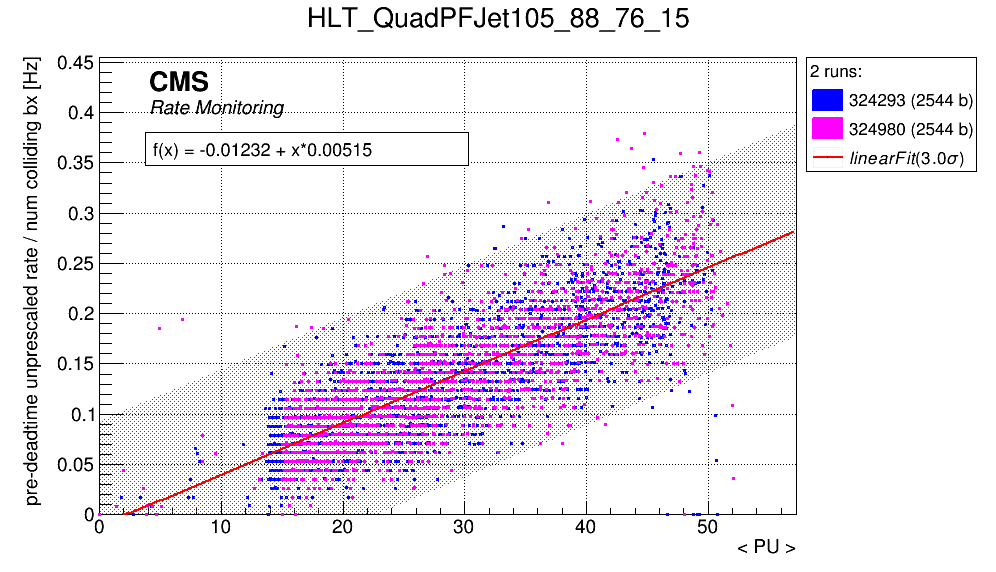 HLT_QuadPFJet105_88_76_15
pre-deadtime unprescaled rate / num colliding bx [Hz]
0.45
0.4
0.35
0.3
0.25
0.2
0.15
0.1
0.05
0
CMS
Rate Monitoring
f(x) = -0.01232 + x*0.00515
2 runs:
324293 (2544 b)
324980 (2544 b)
linearFit(3.0σ)
0 10 20 30 40 50
< PU >